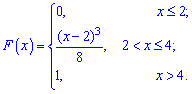 F(x) = { 0, x ≤ 2;
(x − 2)³ / 8, 2 < x ≤ 4;
1, x > 4.